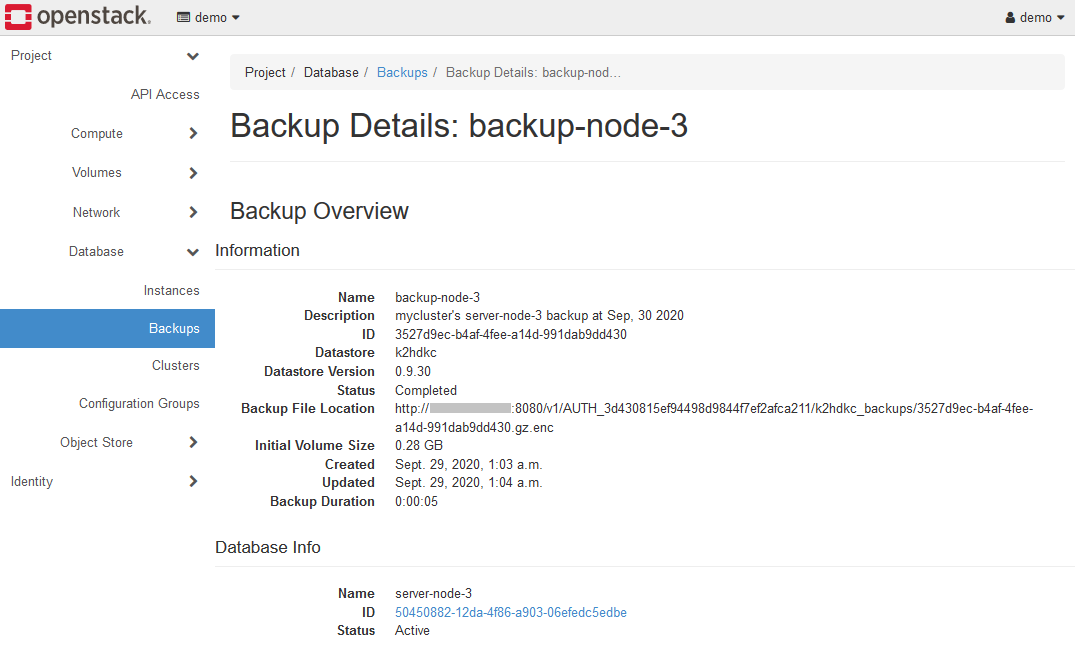 openstack. demo demo
Project
API Access
Compute
Volumes
Network
Database
Instances
Backups
Clusters
Configuration Groups
Object Store
Identity
Project / Database / Backups / Backup Details: backup-nod...
Backup Details: backup-node-3
Backup Overview
Information
Name backup-node-3
Description mycluster's server-node-3 backup at Sep, 30 2020
ID 3527d9ec-b4af-4fee-a14d-991dab9dd430
Datastore k2hdkc
Datastore Version 0.9.30
Status Completed
Backup File Location http:// :8080/v1/AUTH_3d430815ef94498d9844f7ef2afca211/k2hdkc_backups/3527d9ec-b4af-4fee-
a14d-991dab9dd430.gz.enc
Initial Volume Size 0.28 GB
Created Sept. 29, 2020, 1:03 a.m.
Updated Sept. 29, 2020, 1:04 a.m.
Backup Duration 0:00:05
Database Info
Name server-node-3
ID 50450882-12da-4f86-a903-06efedc5edbe
Status Active